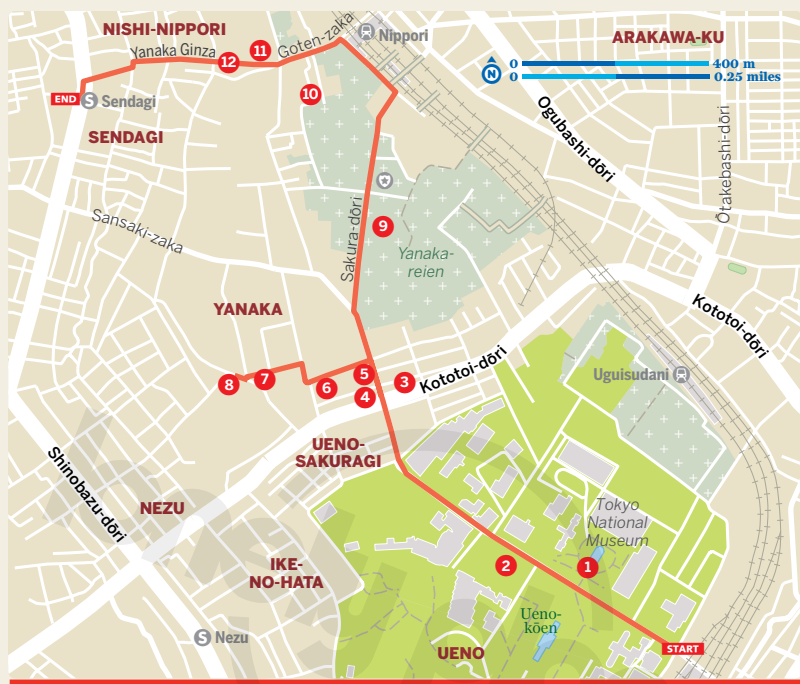 NISHI-NIPPORI
Yanaka Ginza
12
11
Goten-zaka
Nippori
ARAKAWA-KU
N
0
400 m
0
0.25 miles
END
S
Sendagi
SENDAGI
10
Ogubashi-dōri
Ōtakebashi-dōri
Sansaki-zaka
Sakura-dōri
9
Yanaka-
reien
YANAKA
Kototoi-dōri
8
7
6
5
4
3
Kototoi-dōri
Uguisudani
UENO-
SAKURAGI
Shinobazu-dōri
NEZU
Tokyo
National
Museum
IKE-
NO-HATA
2
1
Ueno-
kōen
S
Nezu
UENO
START